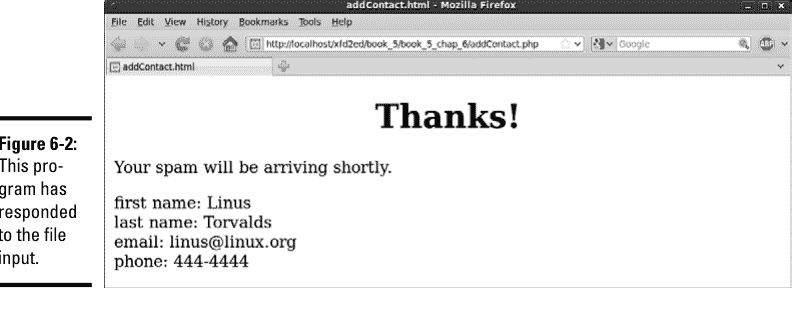 addContact.html - Mozilla Firefox
File Edit View History Bookmarks Tools Help
http://localhost/xfd2ed/book_5/book_5_chap_6/addContact.php
Google
ABP
addContact.html
Thanks!
Your spam will be arriving shortly.
first name: Linus
last name: Torvalds
email: linus@linux.org
phone: 444-4444
Figure 6-2:
This pro-
gram has
responded
to the file
input.